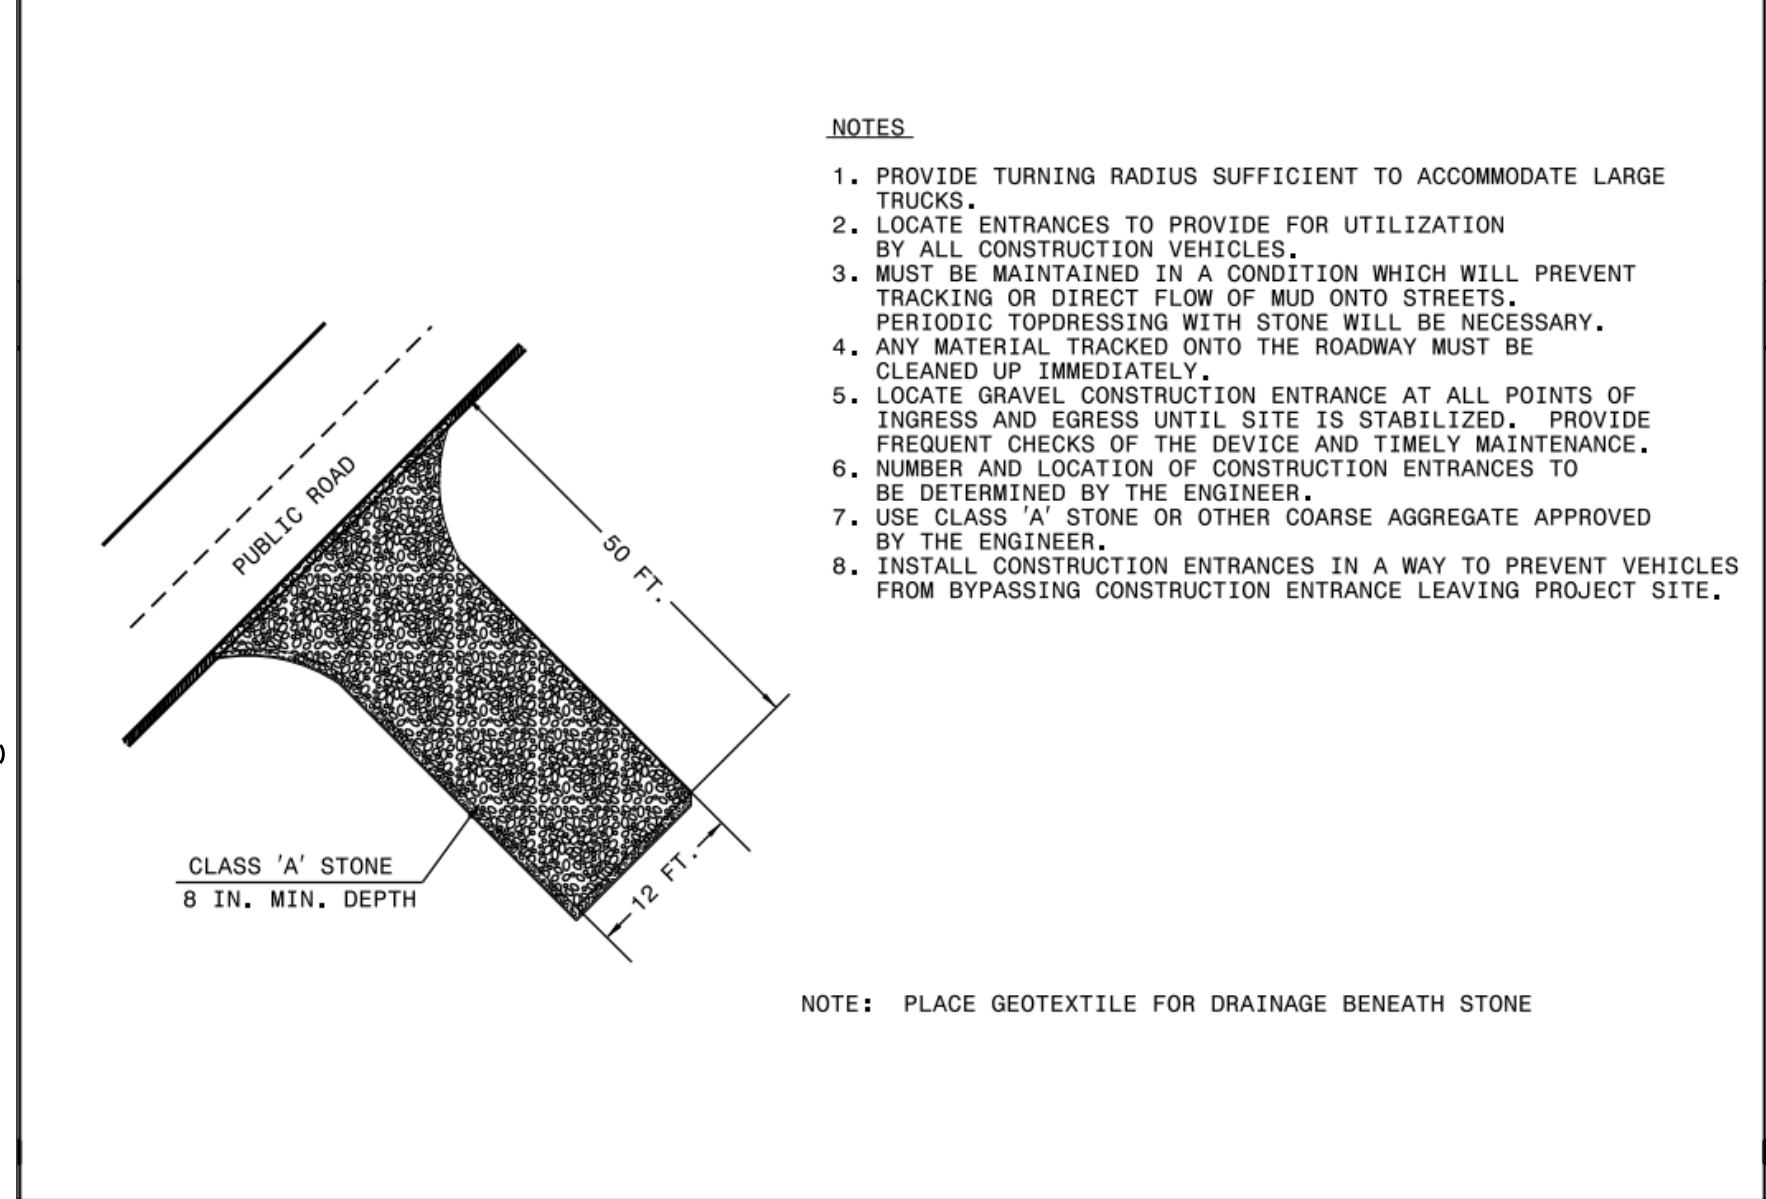 NOTES
1. PROVIDE TURNING RADIUS SUFFICIENT TO ACCOMMODATE LARGE
TRUCKS.
2. LOCATE ENTRANCES TO PROVIDE FOR UTILIZATION
BY ALL CONSTRUCTION VEHICLES.
3. MUST BE MAINTAINED IN A CONDITION WHICH WILL PREVENT
TRACKING OR DIRECT FLOW OF MUD ONTO STREETS.
PERIODIC TOPDRESSING WITH STONE WILL BE NECESSARY.
4. ANY MATERIAL TRACKED ONTO THE ROADWAY MUST BE
CLEANED UP IMMEDIATELY.
5. LOCATE GRAVEL CONSTRUCTION ENTRANCE AT ALL POINTS OF
INGRESS AND EGRESS UNTIL SITE IS STABILIZED.  PROVIDE
FREQUENT CHECKS OF THE DEVICE AND TIMELY MAINTENANCE.
6. NUMBER AND LOCATION OF CONSTRUCTION ENTRANCES TO
BE DETERMINED BY THE ENGINEER.
7. USE CLASS 'A' STONE OR OTHER COARSE AGGREGATE APPROVED
BY THE ENGINEER.
8. INSTALL CONSTRUCTION ENTRANCES IN A WAY TO PREVENT VEHICLES
FROM BYPASSING CONSTRUCTION ENTRANCE LEAVING PROJECT SITE.
PUBLIC ROAD
50 FT.
12 FT.
CLASS 'A' STONE
8 IN. MIN. DEPTH
NOTE:  PLACE GEOTEXTILE FOR DRAINAGE BENEATH STONE